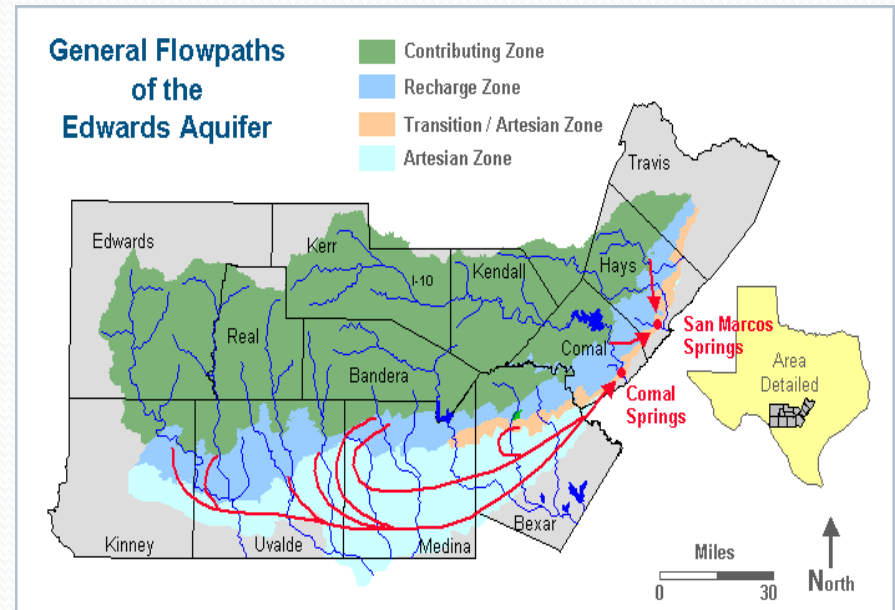 General Flowpaths
of the
Edwards Aquifer
Contributing Zone
Recharge Zone
Transition / Artesian Zone
Artesian Zone
Travis
Edwards
Kerr
I-10
Kendall
Hays
Real
Bandera
Comal
San Marcos
Springs
Comal
Springs
Area
Detailed
Kinney
Uvalde
Medina
Bexar
Miles
0 30
North